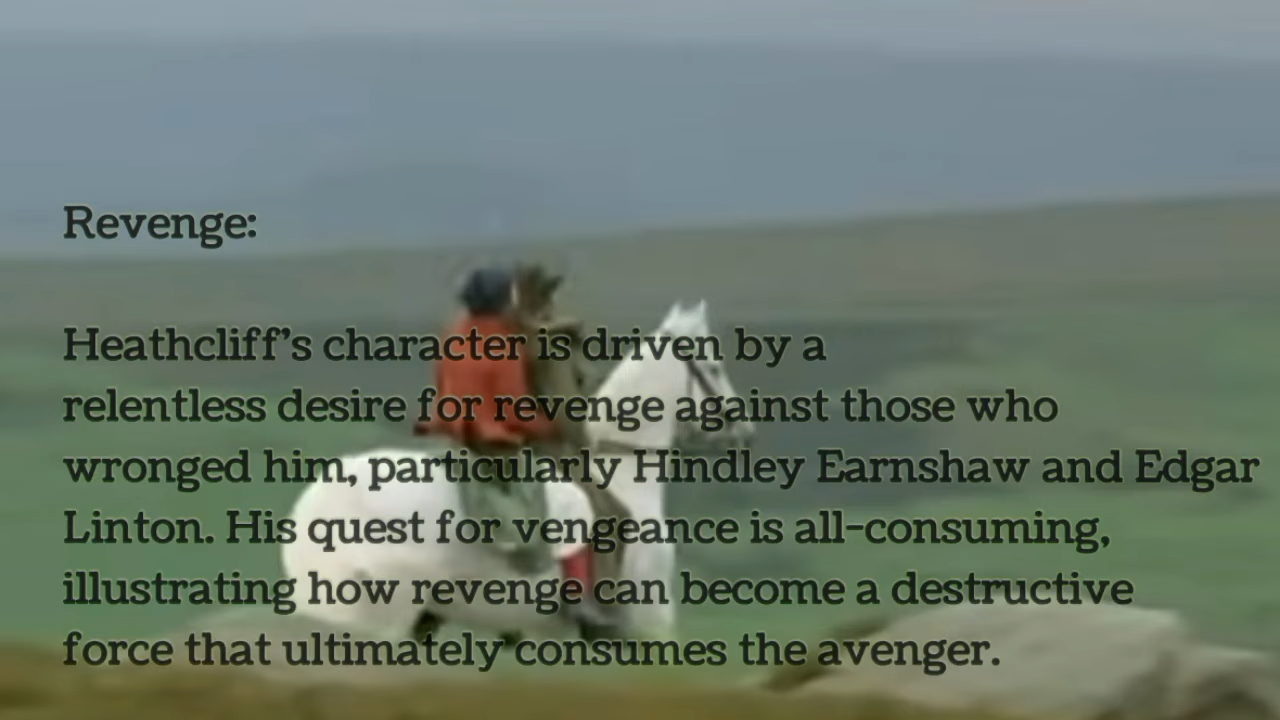 Revenge:
Heathcliff's character is driven by a
relentless desire for revenge against those who
wronged him, particularly Hindley Earnshaw and Edgar
Linton. His quest for vengeance is all-consuming,
illustrating how revenge can become a destructive
force that ultimately consumes the avenger.